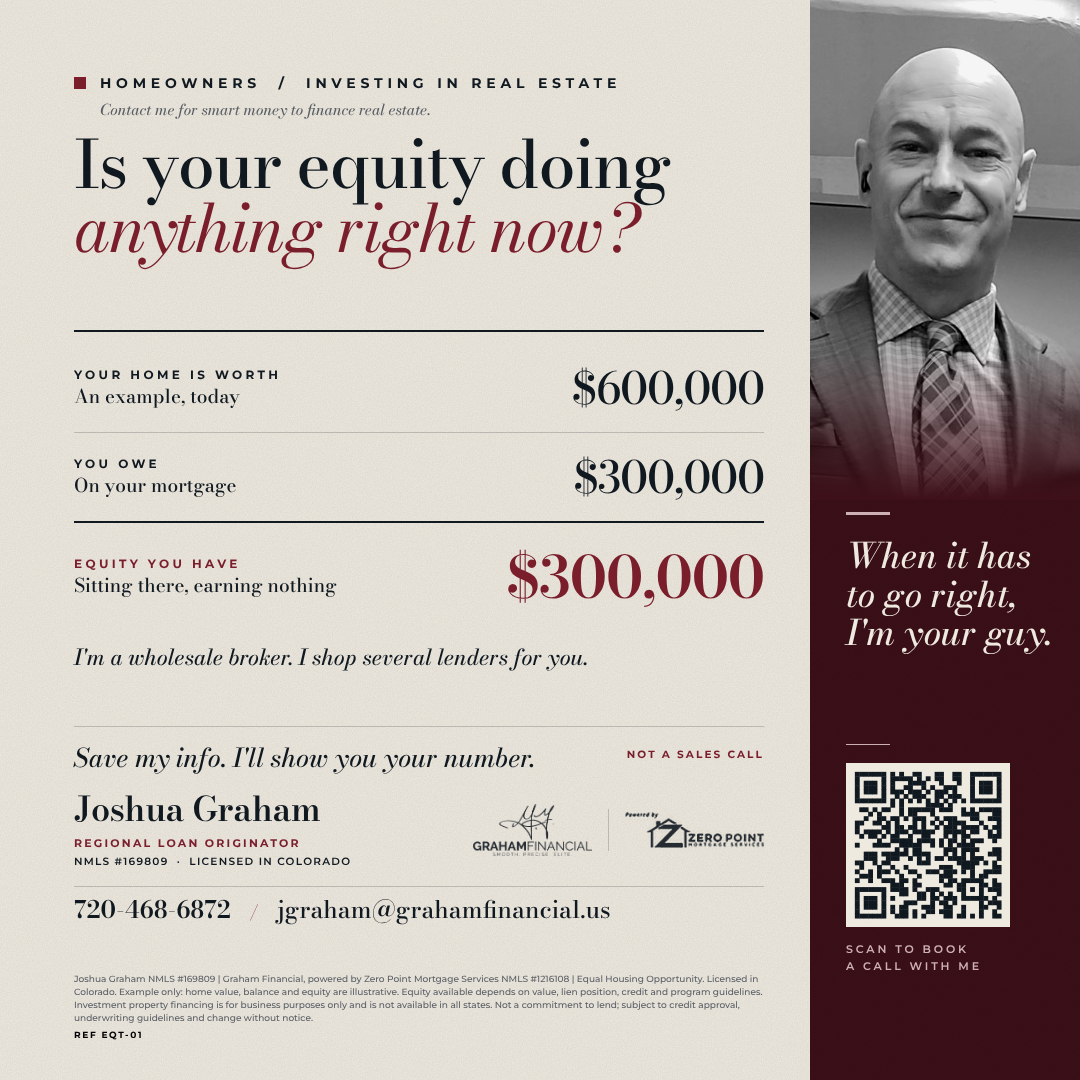 HOMEOWNERS / INVESTING IN REAL ESTATE
Contact me for smart money to finance real estate.
Is your equity doing
anything right now?
YOUR HOME IS WORTH
An example, today
$600,000
YOU OWE
On your mortgage
$300,000
EQUITY YOU HAVE
Sitting there, earning nothing
$300,000
I'm a wholesale broker. I shop several lenders for you.
Save my info. I'll show you your number.
NOT A SALES CALL
Joshua Graham
REGIONAL LOAN ORIGINATOR
NMLS #169809 · LICENSED IN COLORADO
GRAHAMFINANCIAL
SMOOTH. PRECISE. ELITE.
Powered by
ZERO POINT
MORTGAGE SERVICES
720-468-6872 / jgraham@grahamfinancial.us
Joshua Graham NMLS #169809 | Graham Financial, powered by Zero Point Mortgage Services NMLS #1216108 | Equal Housing Opportunity. Licensed in
Colorado. Example only: home value, balance and equity are illustrative. Equity available depends on value, lien position, credit and program guidelines.
Investment property financing is for business purposes only and is not available in all states. Not a commitment to lend; subject to credit approval,
underwriting guidelines and change without notice.
REF EQT-01
When it has
to go right,
I'm your guy.
SCAN TO BOOK
A CALL WITH ME